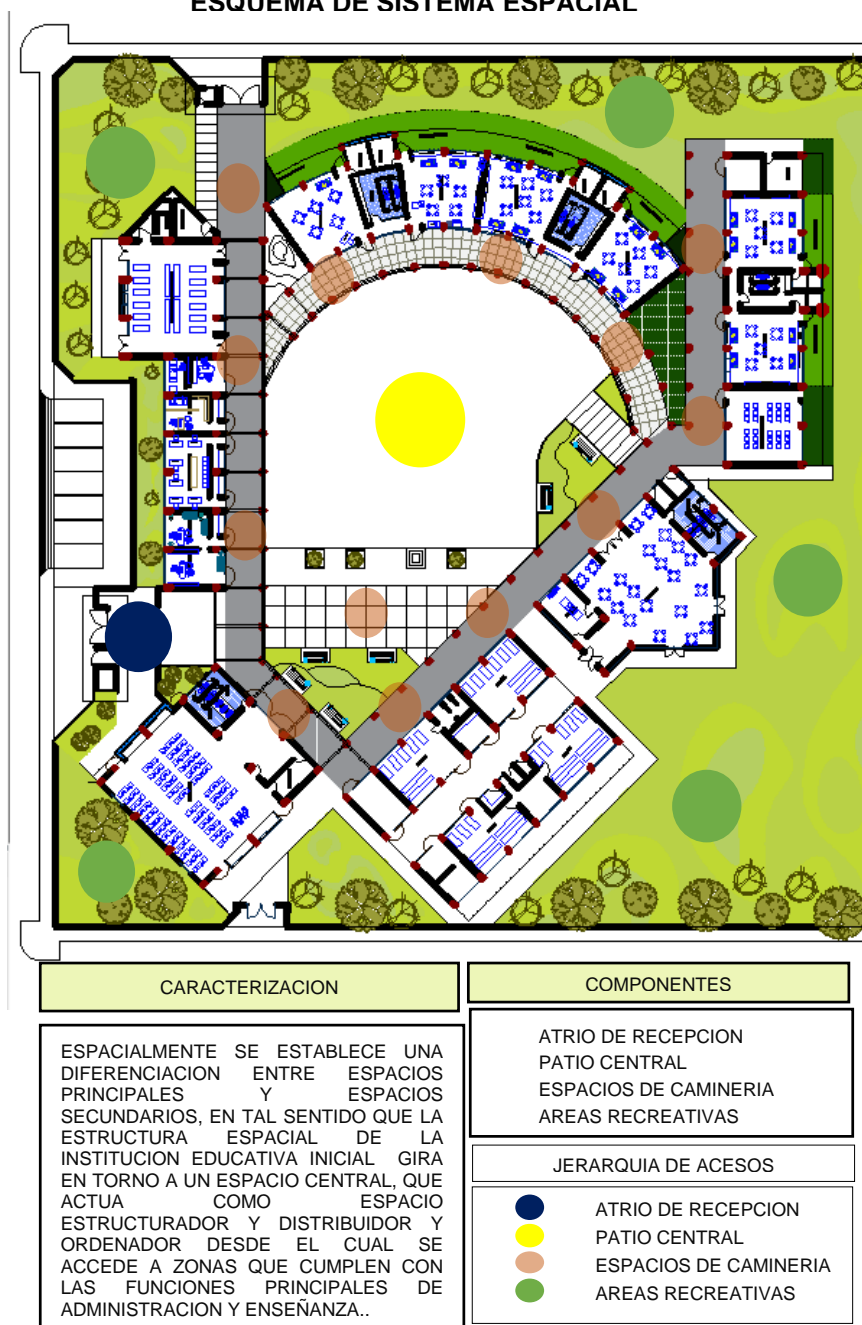 ESQUEMA DE SISTEMA ESPACIAL
CARACTERIZACION
ESPACIALMENTE SE ESTABLECE UNA
DIFERENCIACION ENTRE ESPACIOS
PRINCIPALES Y ESPACIOS
SECUNDARIOS, EN TAL SENTIDO QUE LA
ESTRUCTURA ESPACIAL DE LA
INSTITUCION EDUCATIVA INICIAL GIRA
EN TORNO A UN ESPACIO CENTRAL, QUE
ACTUA COMO ESPACIO
ESTRUCTURADOR Y DISTRIBUIDOR Y
ORDENADOR DESDE EL CUAL SE
ACCEDE A ZONAS QUE CUMPLEN CON
LAS FUNCIONES PRINCIPALES DE
ADMINISTRACION Y ENSEÑANZA..
COMPONENTES
ATRIO DE RECEPCION
PATIO CENTRAL
ESPACIOS DE CAMINERIA
AREAS RECREATIVAS
JERARQUIA DE ACESOS
ATRIO DE RECEPCION
PATIO CENTRAL
ESPACIOS DE CAMINERIA
AREAS RECREATIVAS